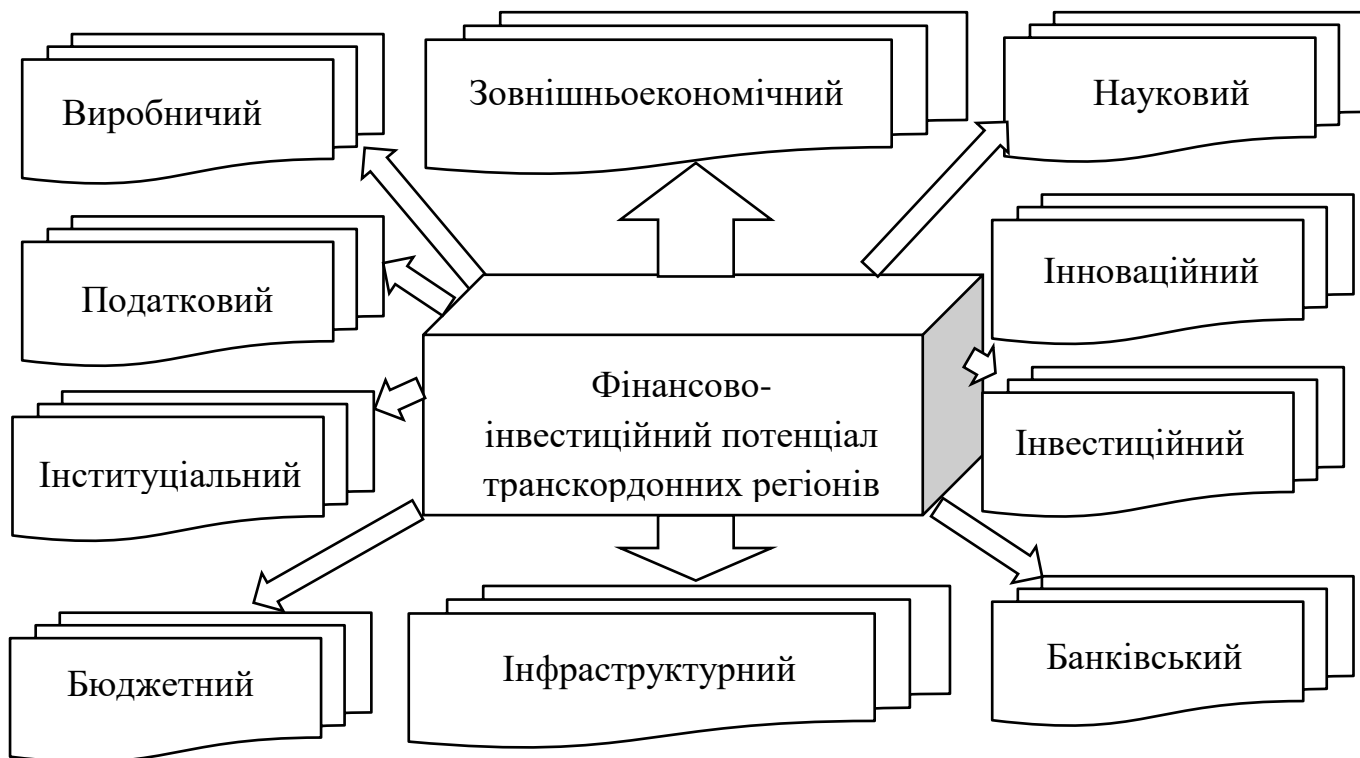 Виробничий
Зовнішньоекономічний
Науковий
Податковий
Інноваційний
Фінансово-
інвестиційний потенціал
транскордонних регіонів
Інституціальний
Інвестиційний
Бюджетний
Інфраструктурний
Банківський